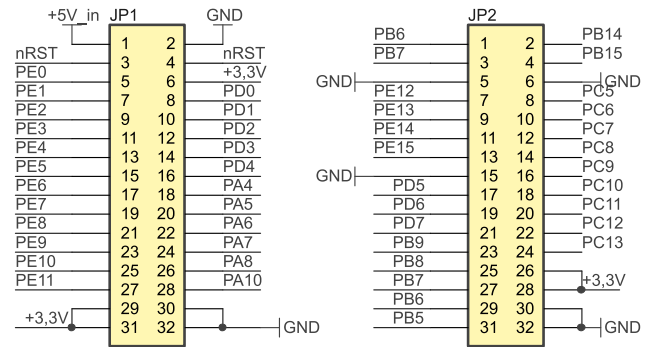 +5V_in JP1 GND JP2
1 2 PB6 1 2 PB14
nRST 3 4 nRST PB7 3 4 PB15
PE0 5 6 +3,3V GND 5 6 GND
PE1 7 8 PD0 PE12 7 8 PC5
PE2 9 10 PD1 PE13 9 10 PC6
PE3 11 12 PD2 PE14 11 12 PC7
PE4 13 14 PD3 PE15 13 14 PC8
PE5 15 16 PD4 GND 15 16 PC9
PE6 17 18 PA4 PD5 17 18 PC10
PE7 19 20 PA5 PD6 19 20 PC11
PE8 21 22 PA6 PD7 21 22 PC12
PE9 23 24 PA7 PB9 23 24 PC13
PE10 25 26 PA8 PB8 25 26
PE11 27 28 PA10 PB7 27 28 +3,3V
29 30 PB6 29 30
+3,3V 31 32 GND PB5 31 32 GND